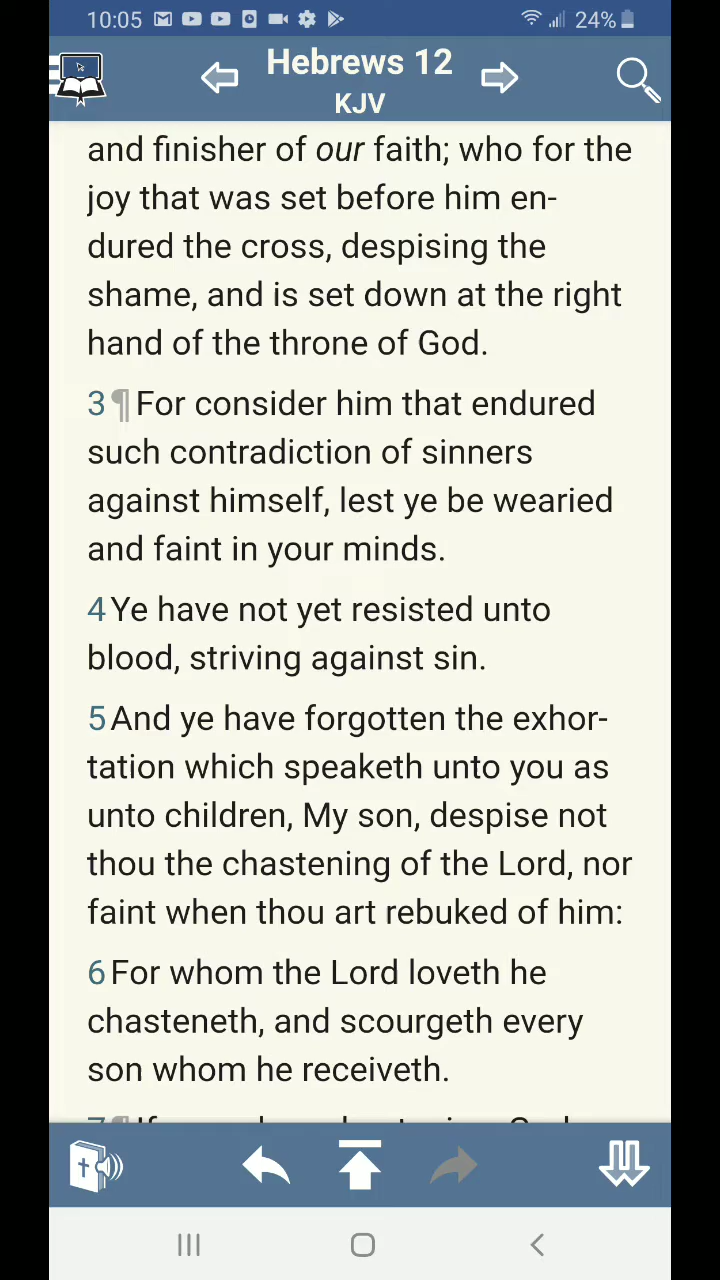 10:05 24%
Hebrews 12
KJV
and finisher of our faith; who for the
joy that was set before him en-
dured the cross, despising the
shame, and is set down at the right
hand of the throne of God.
3 ¶ For consider him that endured
such contradiction of sinners
against himself, lest ye be wearied
and faint in your minds.
4 Ye have not yet resisted unto
blood, striving against sin.
5 And ye have forgotten the exhor-
tation which speaketh unto you as
unto children, My son, despise not
thou the chastening of the Lord, nor
faint when thou art rebuked of him:
6 For whom the Lord loveth he
chasteneth, and scourgeth every
son whom he receiveth.